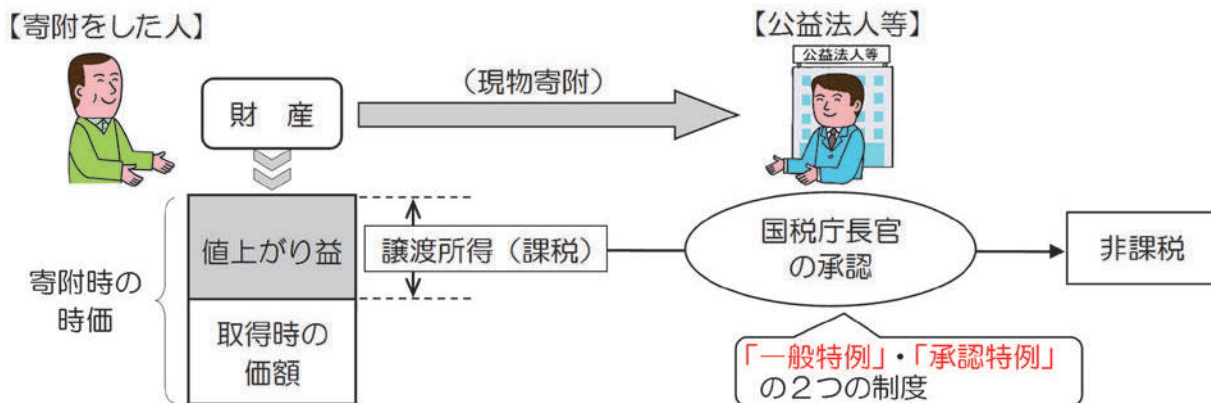 【寄附をした人】
【公益法人等】
公益法人等
財　産
（現物寄附）
値上がり益
譲渡所得（課税）
国税庁長官
の承認
非課税
寄附時の
時価
取得時の
価額
「一般特例」・「承認特例」
の２つの制度